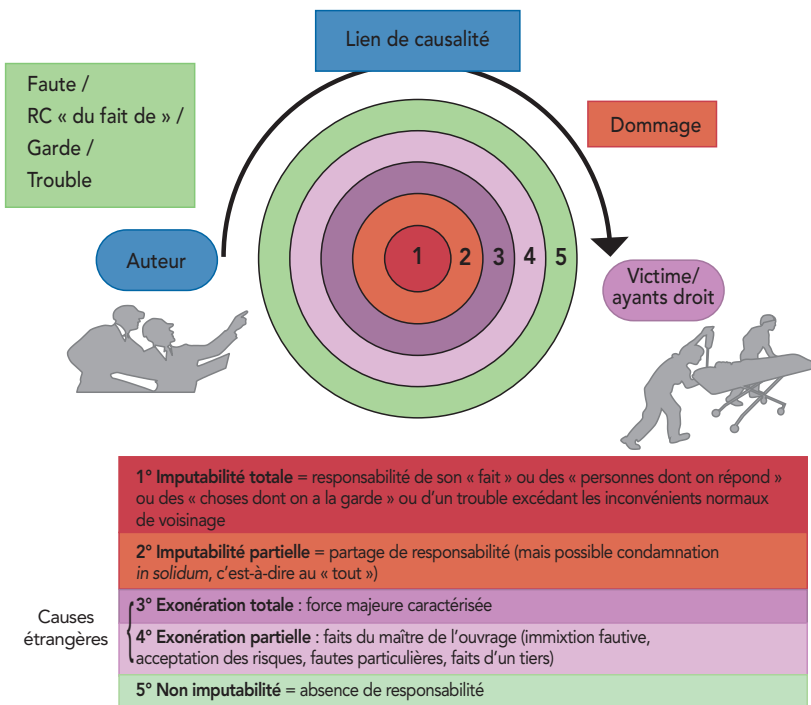 Lien de causalité
Faute /
RC « du fait de » /
Garde /
Trouble
Dommage
Auteur
1 2 3 4 5
Victime/
ayants droit
1° Imputabilité totale = responsabilité de son « fait » ou des « personnes dont on répond »
ou des « choses dont on a la garde » ou d'un trouble excédant les inconvénients normaux
de voisinage
2° Imputabilité partielle = partage de responsabilité (mais possible condamnation
in solidum, c'est-à-dire au « tout »)
Causes
étrangères
3° Exonération totale : force majeure caractérisée
4° Exonération partielle : faits du maître de l'ouvrage (immixtion fautive,
acceptation des risques, fautes particulières, faits d'un tiers)
5° Non imputabilité = absence de responsabilité